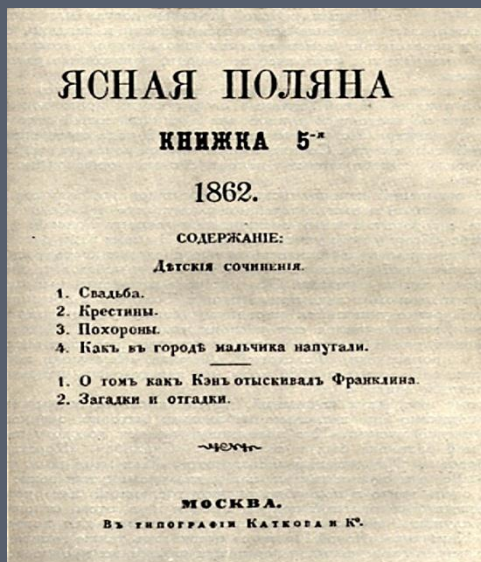 ЯСНАЯ ПОЛЯНА
КНИЖКА 5-я
1862.
СОДЕРЖАНІЕ:
Дѣтскія сочиненія.
1. Свадьба.
2. Крестины.
3. Похороны.
4. Какъ въ городѣ мальчика напугали.
1. О томъ какъ Кэнъ отыскивалъ Франклина.
2. Загадки и отгадки.
МОСКВА.
Въ типографіи Каткова и К⁰.